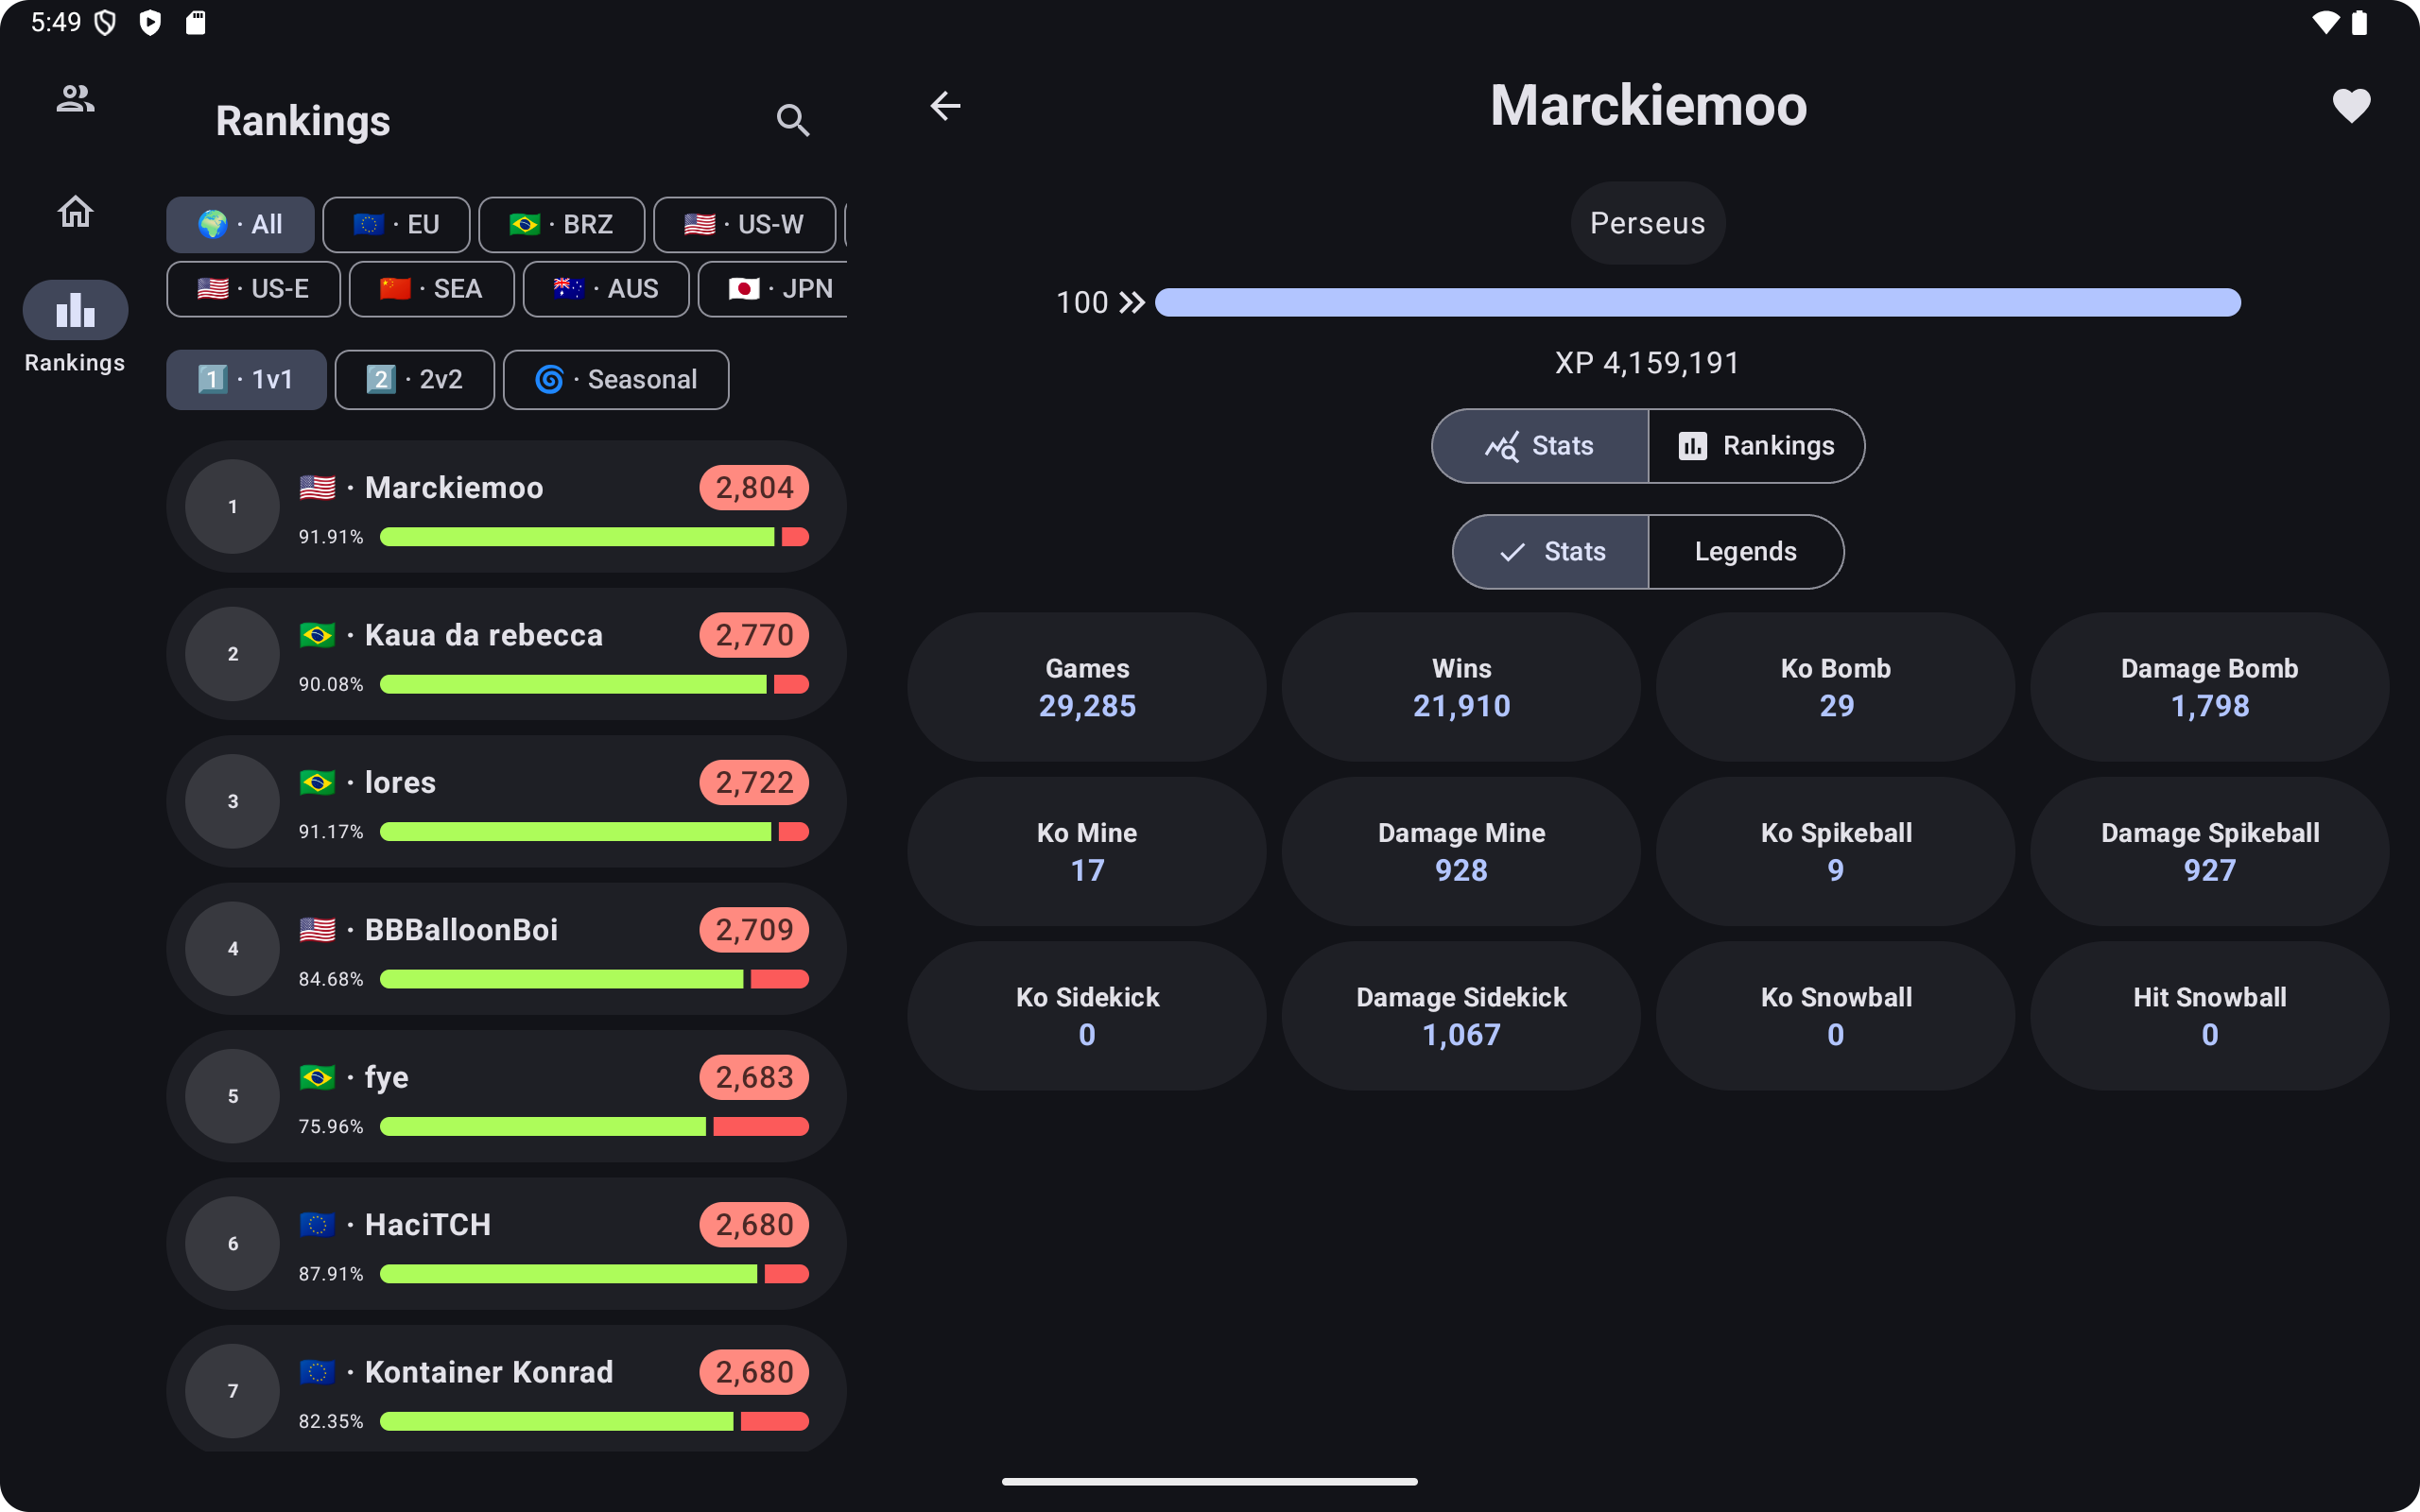 5:49
Rankings
Rankings
· All
· EU
· BRZ
· US-W
· US-E
· SEA
· AUS
· JPN
1 · 1v1
2 · 2v2
· Seasonal
1
· Marckiemoo
2,804
91.91%
2
· Kaua da rebecca
2,770
90.08%
3
· lores
2,722
91.17%
4
· BBBalloonBoi
2,709
84.68%
5
· fye
2,683
75.96%
6
· HaciTCH
2,680
87.91%
7
· Kontainer Konrad
2,680
82.35%
Marckiemoo
Perseus
100
XP 4,159,191
Stats
Rankings
Stats
Legends
Games
29,285
Wins
21,910
Ko Bomb
29
Damage Bomb
1,798
Ko Mine
17
Damage Mine
928
Ko Spikeball
9
Damage Spikeball
927
Ko Sidekick
0
Damage Sidekick
1,067
Ko Snowball
0
Hit Snowball
0